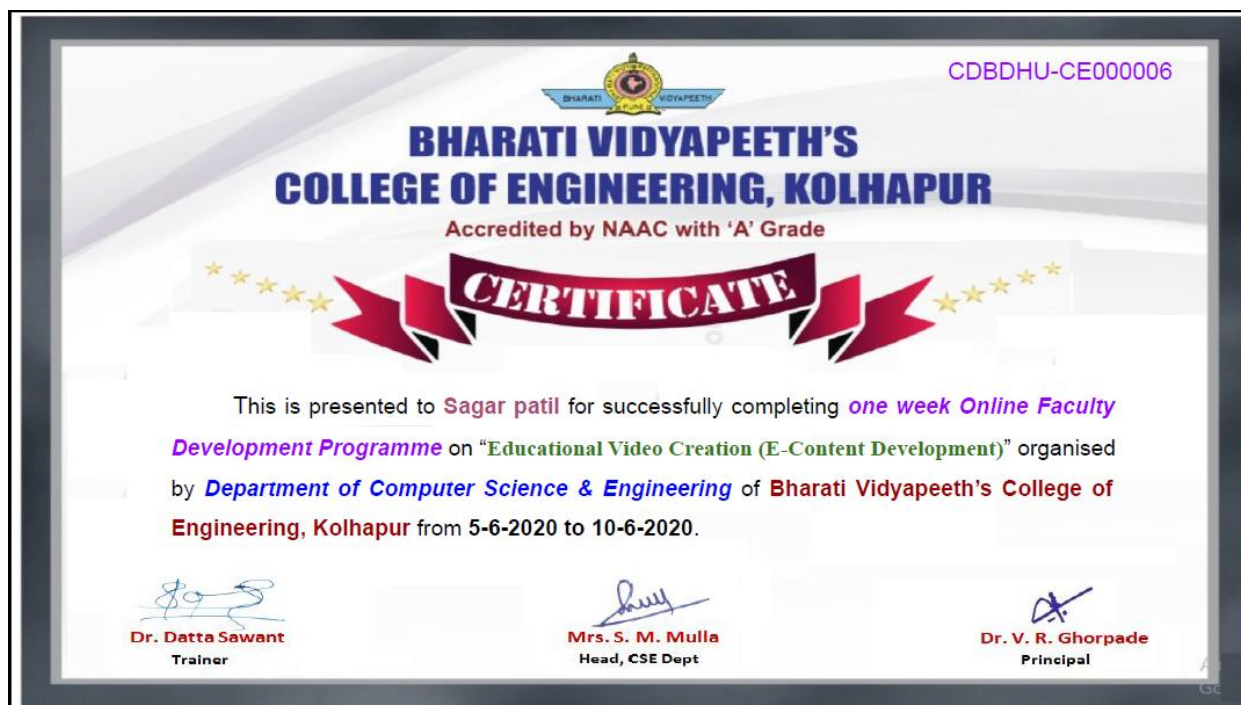 CDBDHU-CE000006
BHARATI VIDYAPEETH
PUNE
BHARATI VIDYAPEETH'S
COLLEGE OF ENGINEERING, KOLHAPUR
Accredited by NAAC with 'A' Grade
CERTIFICATE
This is presented to Sagar patil for successfully completing one week Online Faculty
Development Programme on “Educational Video Creation (E-Content Development)” organised
by Department of Computer Science & Engineering of Bharati Vidyapeeth’s College of
Engineering, Kolhapur from 5-6-2020 to 10-6-2020.
Dr. Datta Sawant
Trainer
Mrs. S. M. Mulla
Head, CSE Dept
Dr. V. R. Ghorpade
Principal